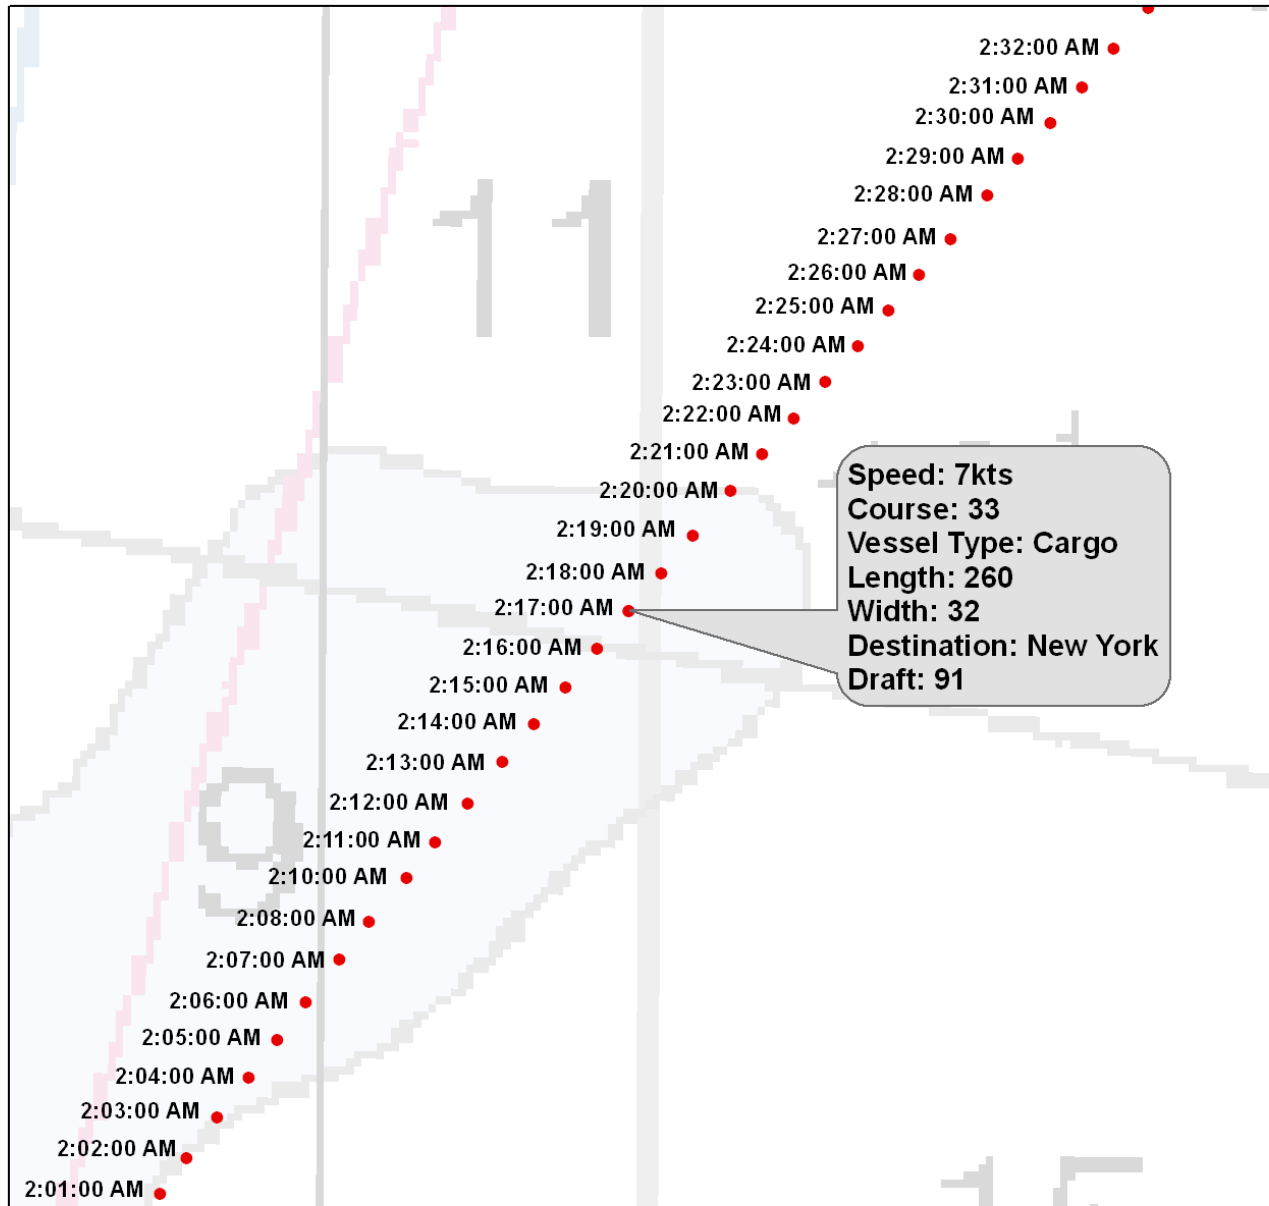 2:32:00 AM
2:31:00 AM
2:30:00 AM
2:29:00 AM
11
2:28:00 AM
2:27:00 AM
2:26:00 AM
2:25:00 AM
2:24:00 AM
2:23:00 AM
2:22:00 AM
2:21:00 AM
2:20:00 AM
2:19:00 AM
2:18:00 AM
2:17:00 AM
Speed: 7kts
Course: 33
Vessel Type: Cargo
Length: 260
Width: 32
Destination: New York
Draft: 91
2:16:00 AM
2:15:00 AM
2:14:00 AM
2:13:00 AM
2:12:00 AM
9
2:11:00 AM
2:10:00 AM
2:08:00 AM
2:07:00 AM
2:06:00 AM
2:05:00 AM
2:04:00 AM
2:03:00 AM
2:02:00 AM
2:01:00 AM